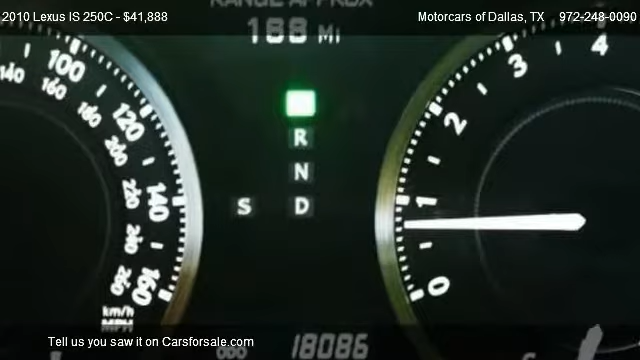 2010 Lexus IS 250C - $41,888
Motorcars of Dallas, TX 972-248-0090
RANGE APPROX
188 MI
100
120
140
160
140
160
180
200
220
240
260
km/h
MPH
R
N
S D
4
3
2
1
0
Tell us you saw it on Carsforsale.com
ODO 18086